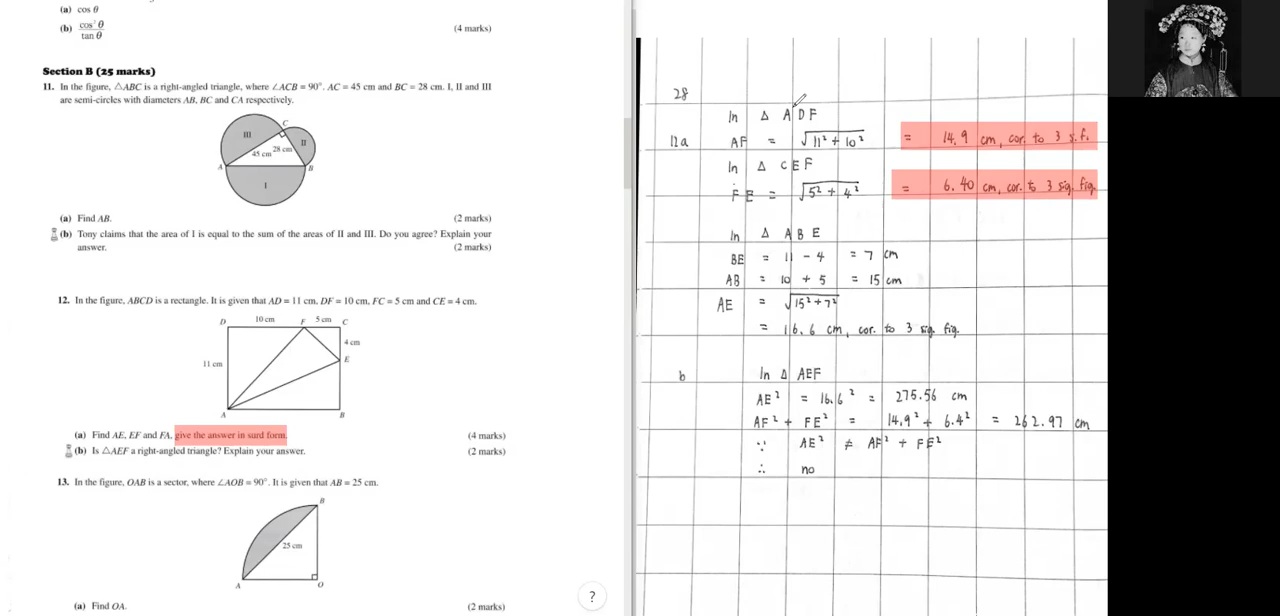 (a) cos θ
(b) cos² θ / tan θ (4 marks)
Section B (25 marks)
11. In the figure, △ABC is a right-angled triangle, where ∠ACB = 90°. AC = 45 cm and BC = 28 cm. I, II and III
are semi-circles with diameters AB, BC and CA respectively.
C
III
II
28 cm
45 cm
A
B
I
(a) Find AB. (2 marks)
(b) Tony claims that the area of I is equal to the sum of the areas of II and III. Do you agree? Explain your
answer. (2 marks)
12. In the figure, ABCD is a rectangle. It is given that AD = 11 cm, DF = 10 cm, FC = 5 cm and CE = 4 cm.
D 10 cm F 5 cm C
4 cm
E
11 cm
A B
(a) Find AE, EF and FA, give the answer in surd form. (4 marks)
(b) Is △AEF a right-angled triangle? Explain your answer. (2 marks)
13. In the figure, OAB is a sector, where ∠AOB = 90°. It is given that AB = 25 cm.
B
25 cm
A O
(a) Find OA. (2 marks)
?
28
In △ ADF
11a AF = √11² + 10² = 14.9 cm, cor. to 3 s.f.
In △ CEF
FE = √5² + 4² = 6.40 cm, cor. to 3 sig. fig.
In △ ABE
BE = 11 - 4 = 7 cm
AB = 10 + 5 = 15 cm
AE = √15² + 7²
= 16.6 cm, cor. to 3 sig. fig.
b In △ AEF
AE² = 16.6² = 275.56 cm
AF² + FE² = 14.9² + 6.4² = 262.97 cm
∵ AE² ≠ AF² + FE²
∴ no